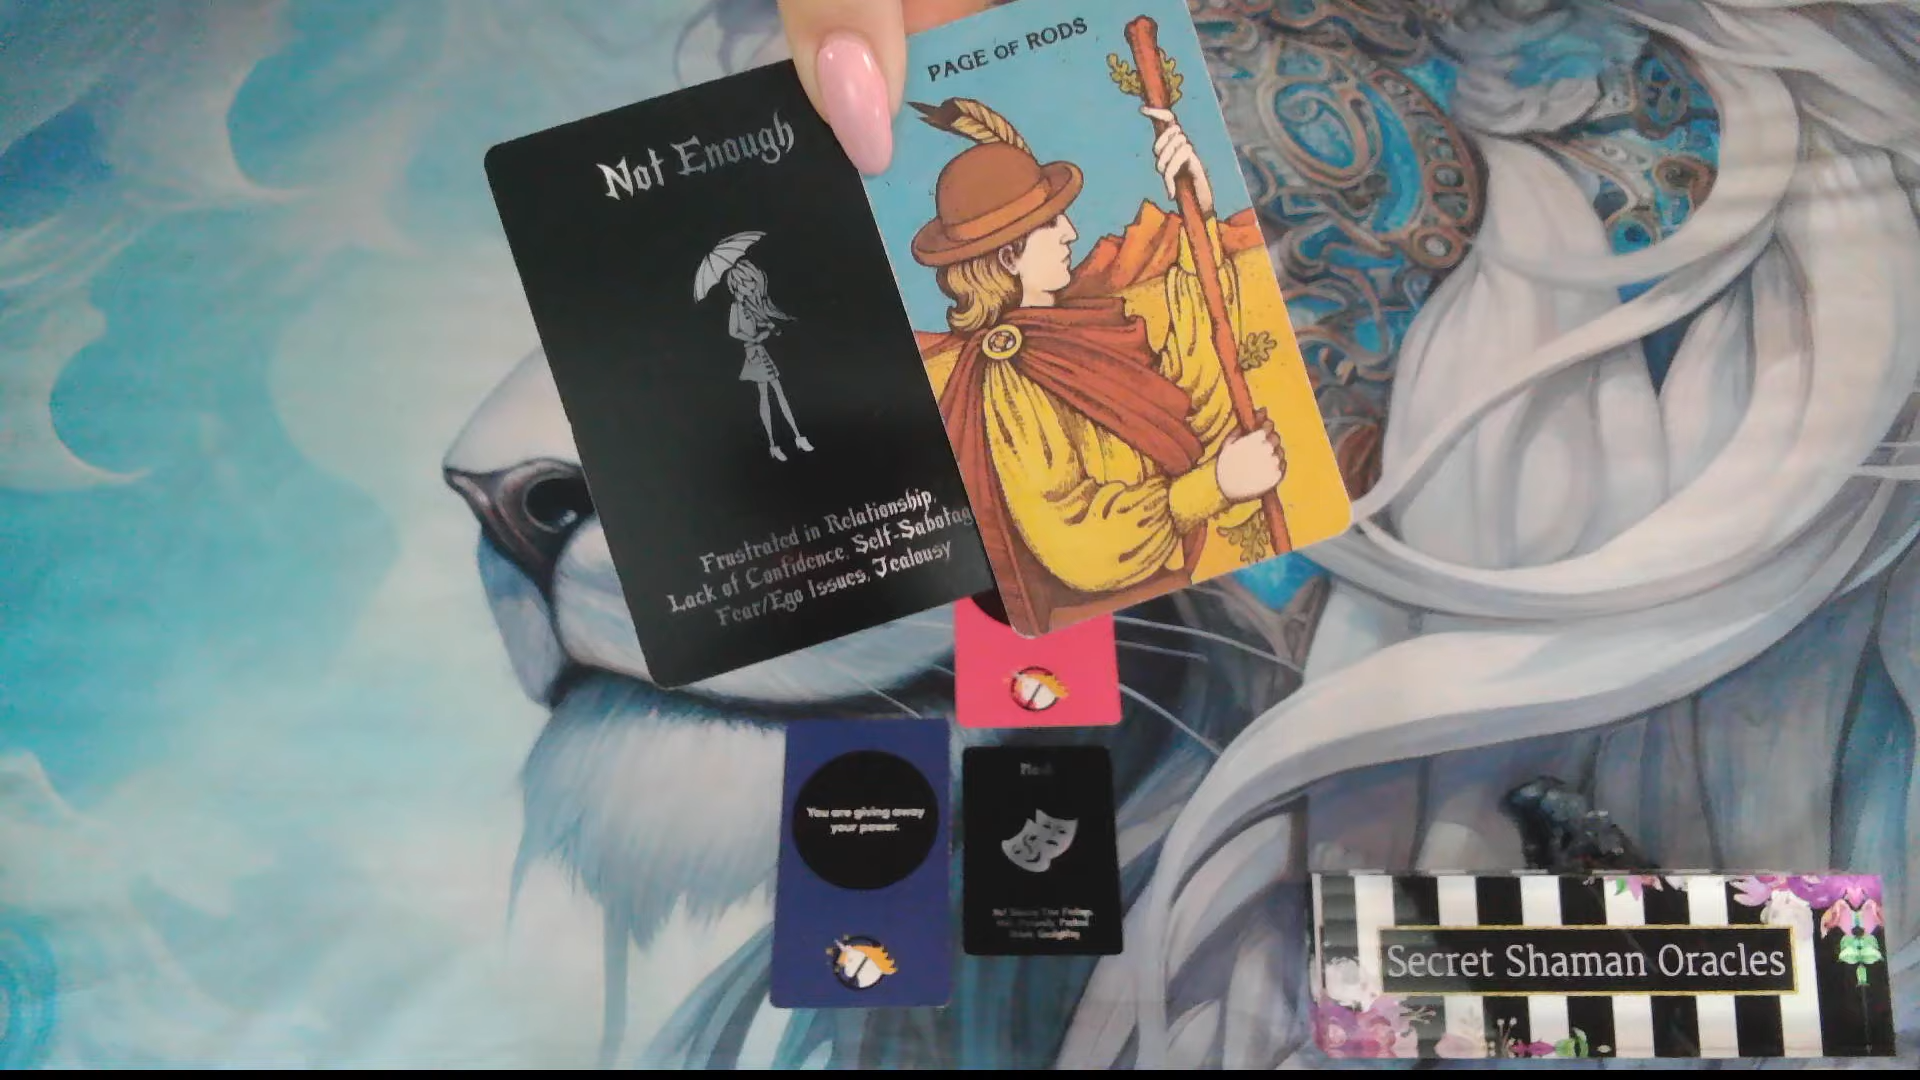 PAGE OF RODS
Not Enough
Frustrated in Relationship,
Lack of Confidence, Self-Sabotag
Fear/Ego Issues, Jealousy
You are giving away
your power.
Mask
Secret Shaman Oracles